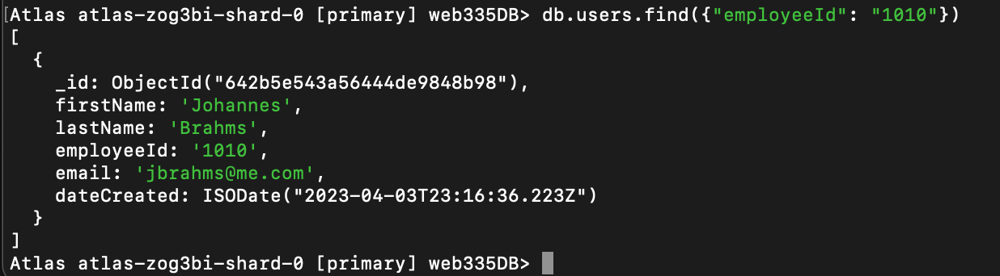 [Atlas atlas-zog3bi-shard-0 [primary] web335DB> db.users.find({"employeeId": "1010"})
[
  {
    _id: ObjectId("642b5e543a56444de9848b98"),
    firstName: 'Johannes',
    lastName: 'Brahms',
    employeeId: '1010',
    email: 'jbrahms@me.com',
    dateCreated: ISODate("2023-04-03T23:16:36.223Z")
  }
]
Atlas atlas-zog3bi-shard-0 [primary] web335DB>